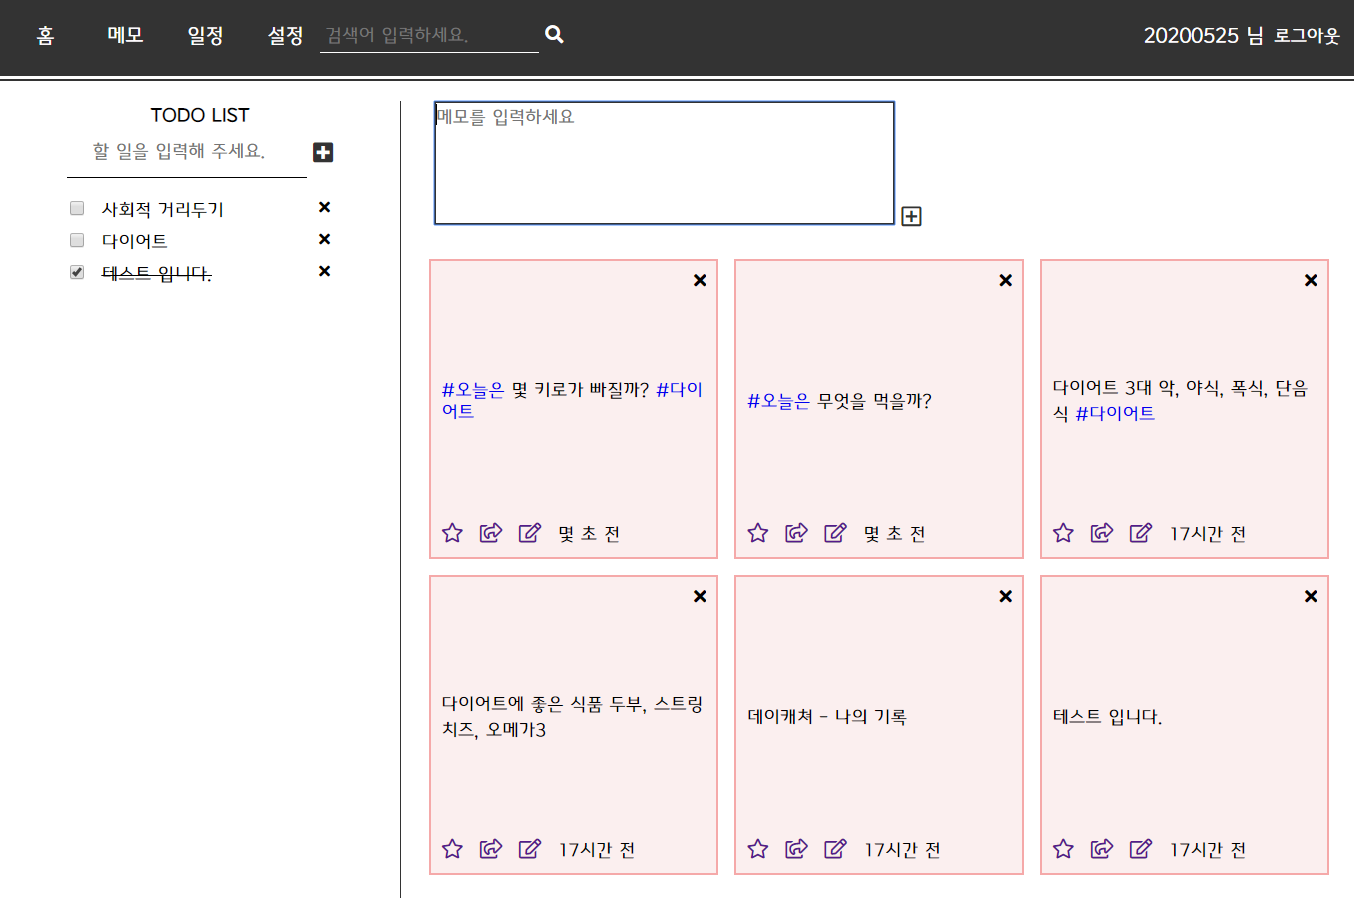 홈 메모 일정 설정 검색어 입력하세요. 20200525 님 로그아웃
TODO LIST
할 일을 입력해 주세요.
사회적 거리두기
다이어트
테스트 입니다.
메모를 입력하세요
#오늘은 몇 키로가 빠질까? #다이
어트
몇 초 전
#오늘은 무엇을 먹을까?
몇 초 전
다이어트 3대 악, 야식, 폭식, 단음
식 #다이어트
17시간 전
다이어트에 좋은 식품 두부, 스트링
치즈, 오메가3
17시간 전
데이캐쳐 - 나의 기록
17시간 전
테스트 입니다.
17시간 전